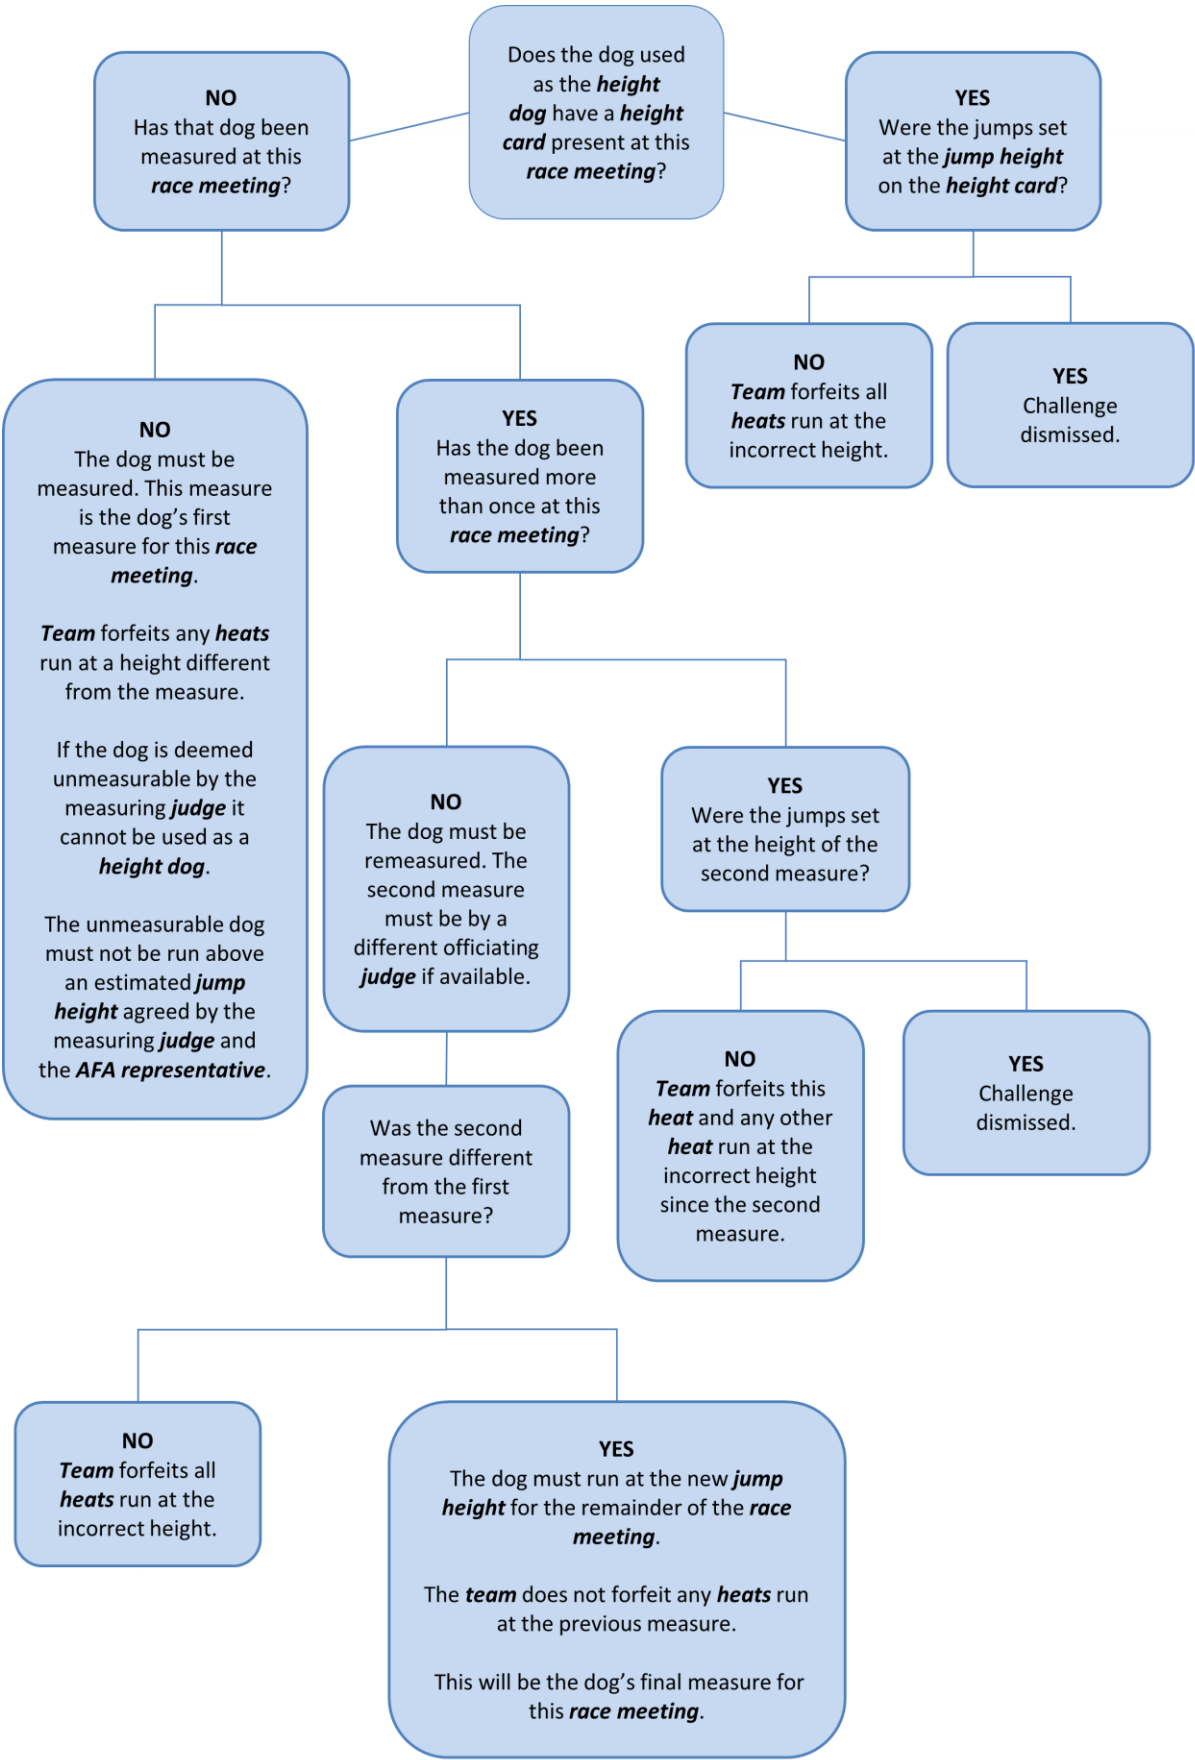 Does the dog used
as the height
dog have a height
card present at this
race meeting?
NO
Has that dog been
measured at this
race meeting?
YES
Were the jumps set
at the jump height
on the height card?
NO
Team forfeits all
heats run at the
incorrect height.
YES
Challenge
dismissed.
NO
The dog must be
measured. This measure
is the dog’s first
measure for this race
meeting.
Team forfeits any heats
run at a height different
from the measure.
If the dog is deemed
unmeasurable by the
measuring judge it
cannot be used as a
height dog.
The unmeasurable dog
must not be run above
an estimated jump
height agreed by the
measuring judge and
the AFA representative.
YES
Has the dog been
measured more
than once at this
race meeting?
NO
The dog must be
remeasured. The
second measure
must be by a
different officiating
judge if available.
YES
Were the jumps set
at the height of the
second measure?
NO
Team forfeits this
heat and any other
heat run at the
incorrect height
since the second
measure.
YES
Challenge
dismissed.
Was the second
measure different
from the first
measure?
NO
Team forfeits all
heats run at the
incorrect height.
YES
The dog must run at the new jump
height for the remainder of the race
meeting.
The team does not forfeit any heats run
at the previous measure.
This will be the dog’s final measure for
this race meeting.